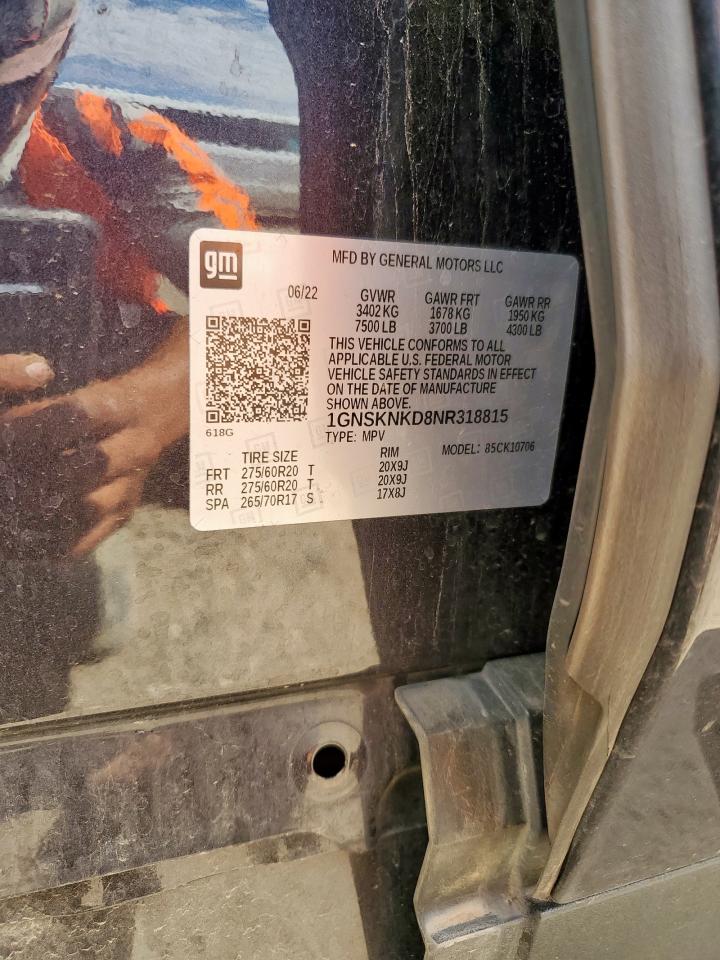 gm
MFD BY GENERAL MOTORS LLC
06/22 GVWR GAWR FRT GAWR RR
3402 KG 1678 KG 1950 KG
7500 LB 3700 LB 4300 LB
THIS VEHICLE CONFORMS TO ALL
APPLICABLE U.S. FEDERAL MOTOR
VEHICLE SAFETY STANDARDS IN EFFECT
ON THE DATE OF MANUFACTURE
SHOWN ABOVE.
1GNSKNKD8NR318815
618G
TYPE: MPV MODEL: 85CK10706
TIRE SIZE RIM
FRT 275/60R20 T 20X9J
RR 275/60R20 T 20X9J
SPA 265/70R17 S 17X8J